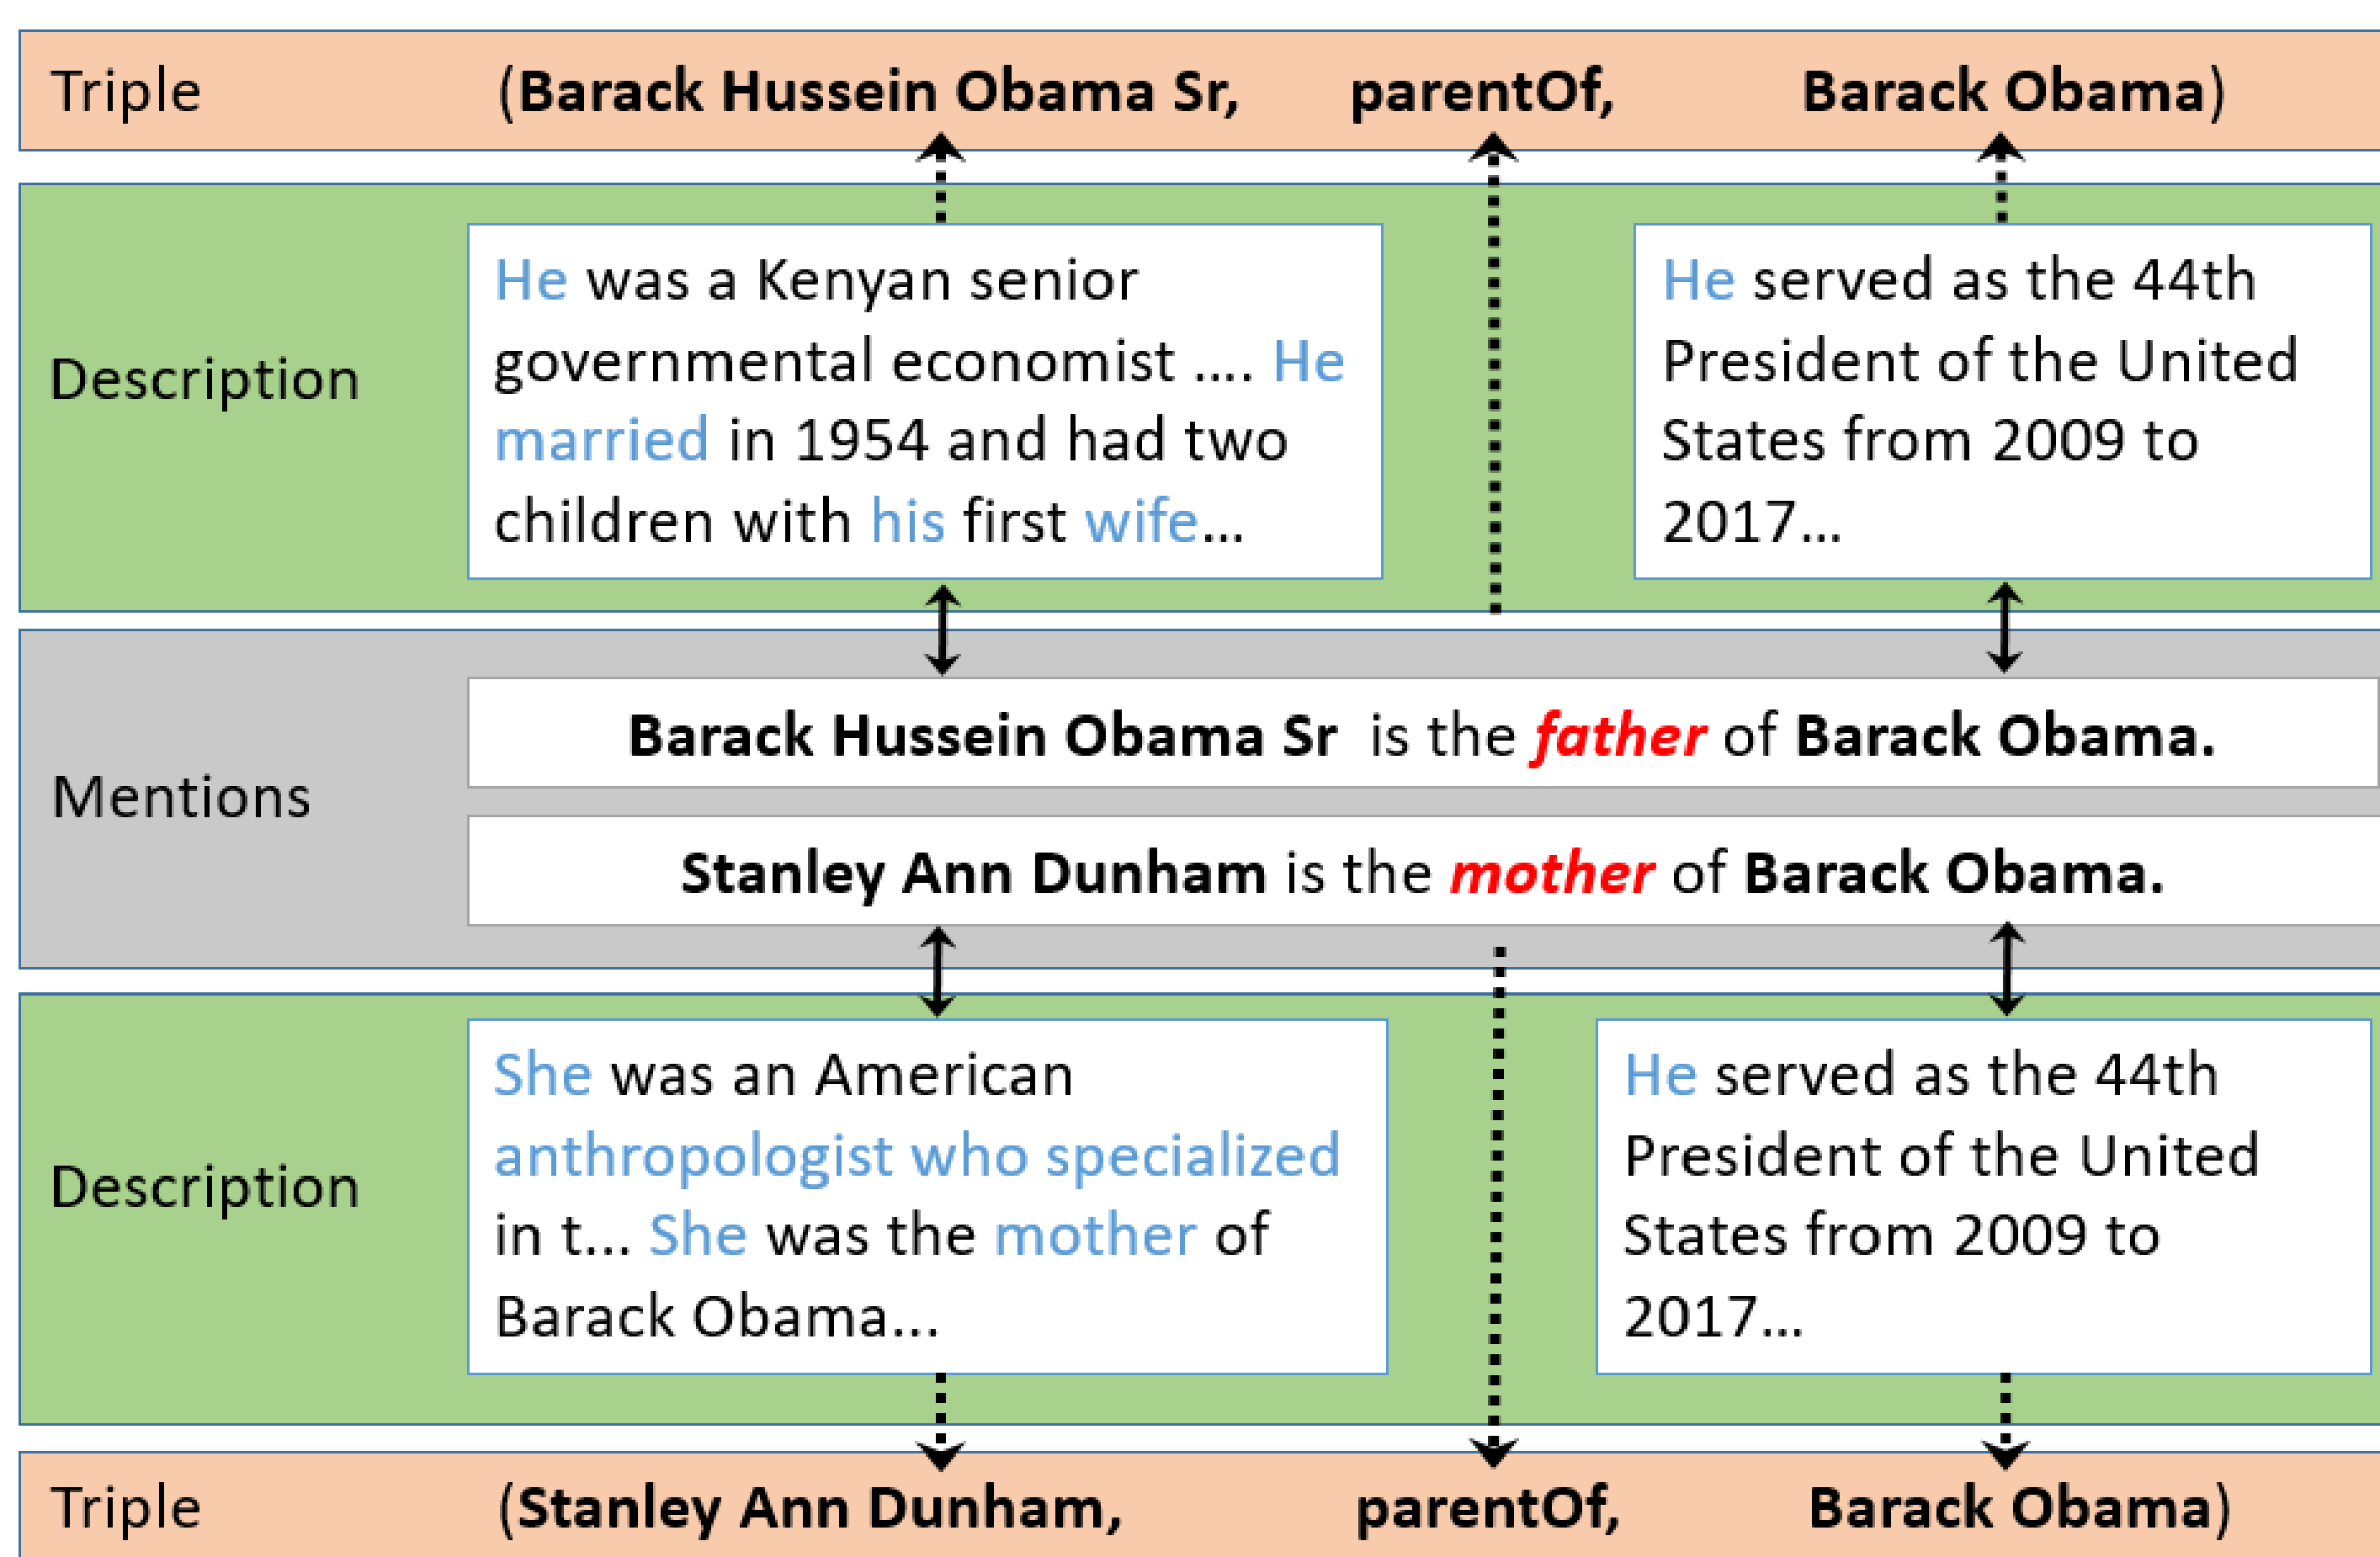 Triple (Barack Hussein Obama Sr, parentOf, Barack Obama)
Description
He was a Kenyan senior
governmental economist .... He
married in 1954 and had two
children with his first wife...
He served as the 44th
President of the United
States from 2009 to
2017...
Mentions
Barack Hussein Obama Sr is the father of Barack Obama.
Stanley Ann Dunham is the mother of Barack Obama.
Description
She was an American
anthropologist who specialized
in t... She was the mother of
Barack Obama...
He served as the 44th
President of the United
States from 2009 to
2017...
Triple (Stanley Ann Dunham, parentOf, Barack Obama)